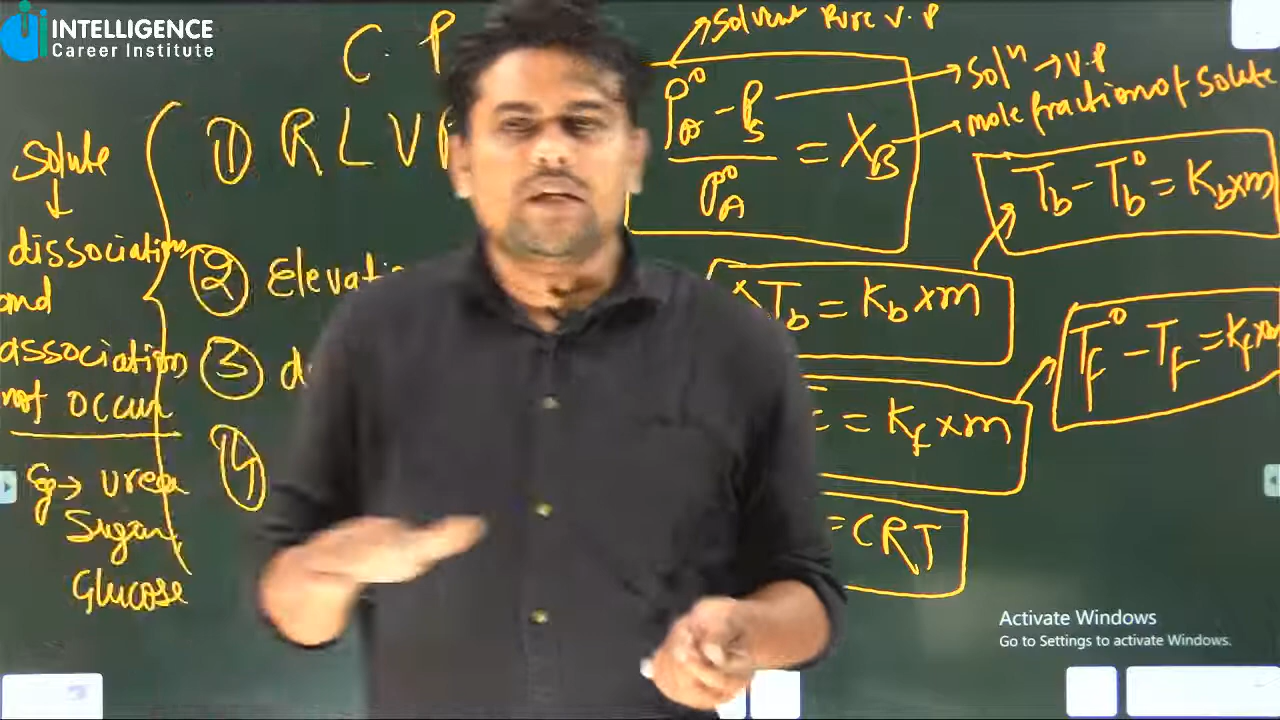 INTELLIGENCE
Career Institute
C. P
Solute
↓
dissociation
and
association
not occur
Eg → Urea
Sugar
Glucose
① RLVP
② Elevati
③ d
④
Solvent Pure V.P
P°A - Ps / P°A = XB
Solⁿ → V.P
mole fraction of Solute
Tb - Tb° = Kb x m
Tb = Kb x m
Tf° - Tf = Kf x m
= Kf x m
= CRT
Activate Windows
Go to Settings to activate Windows.